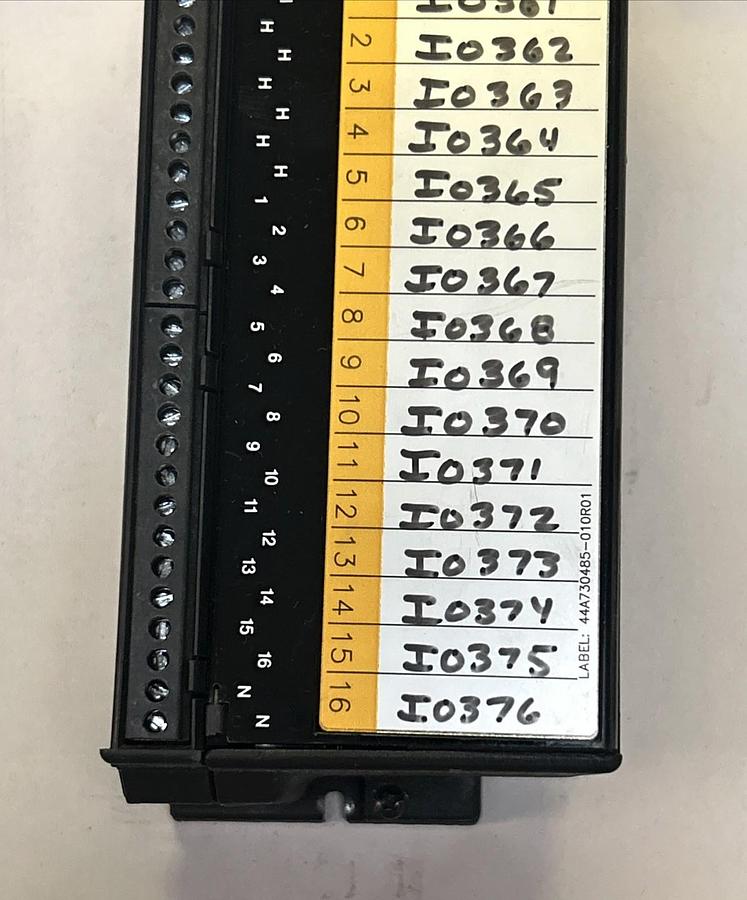 I0361
2 I0362
3 I0363
4 I0364
5 I0365
6 I0366
7 I0367
8 I0368
9 I0369
10 I0370
11 I0371
12 I0372
13 I0373
14 I0374
15 I0375
16 I0376
H
H
H
H
H
H
1
2
3
4
5
6
7
8
9
10
11
12
13
14
15
16
N
N
LABEL: 44A730485-010R01